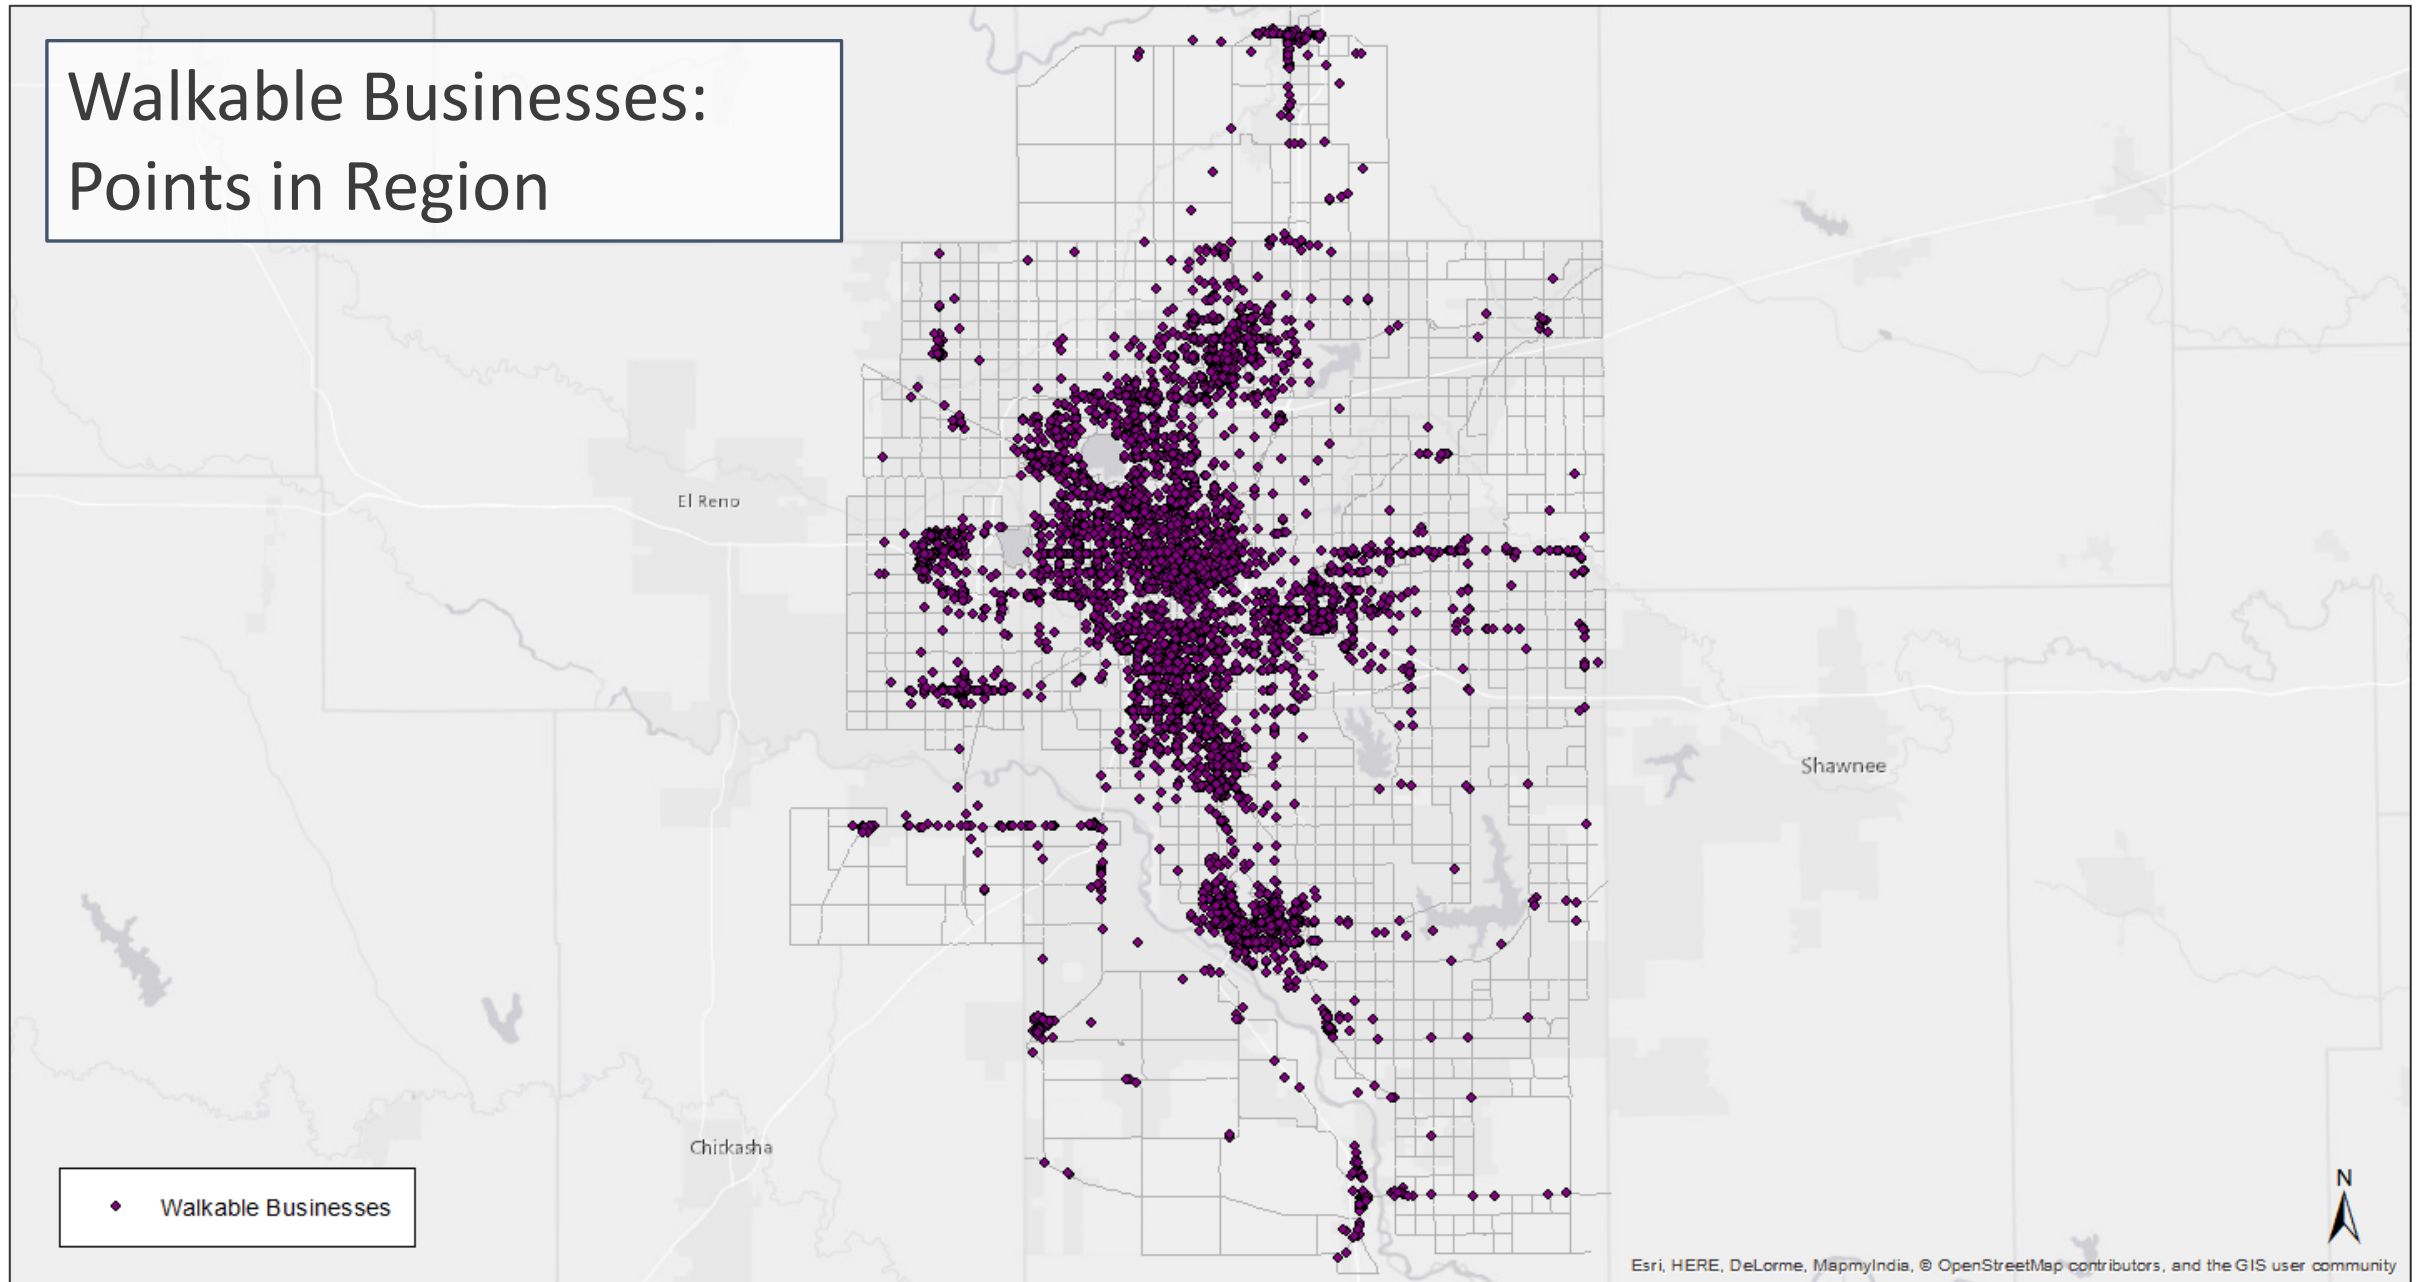 Walkable Businesses:
Points in Region
El Reno
Shawnee
Chickasha
Walkable Businesses
N
Esri, HERE, DeLorme, MapmyIndia, © OpenStreetMap contributors, and the GIS user community